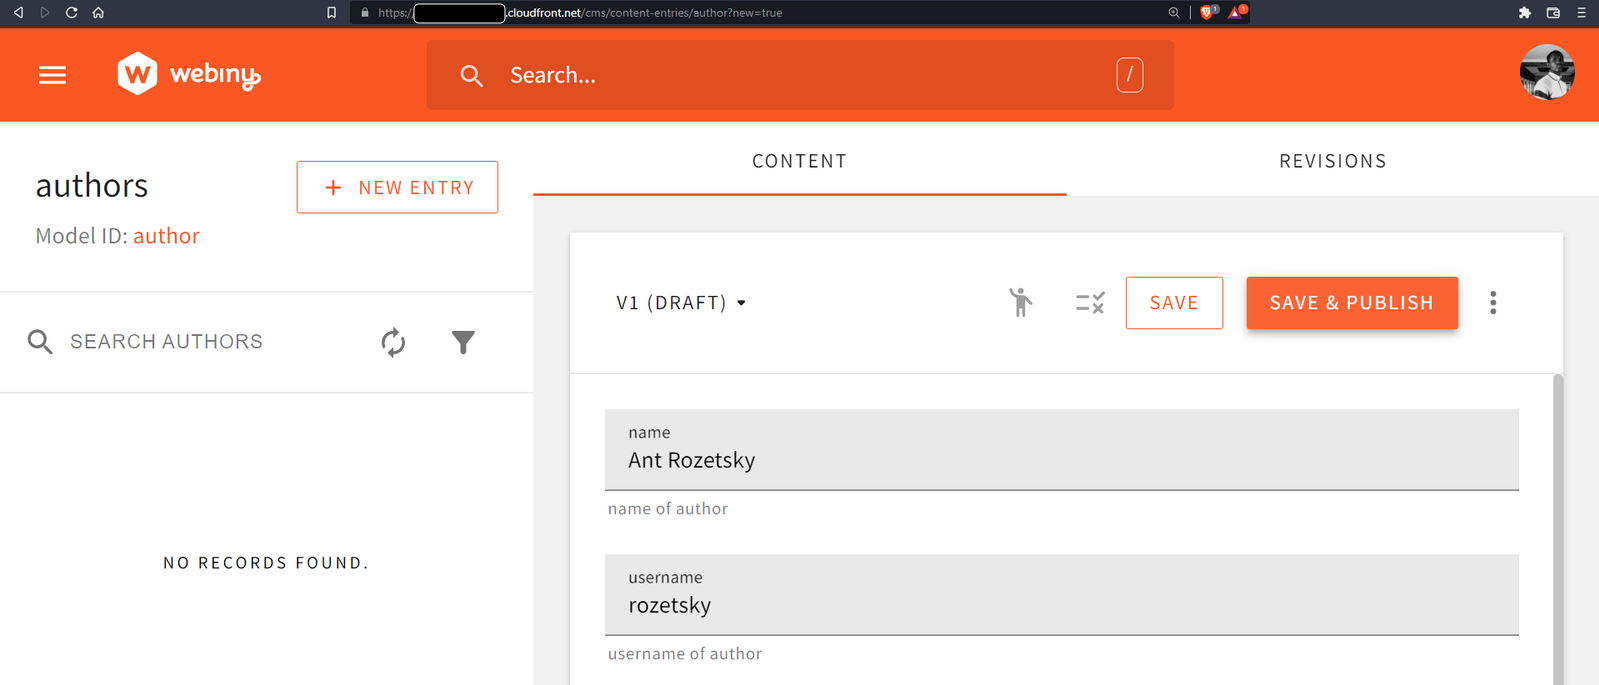 https:/ .cloudfront.net/cms/content-entries/author?new=true
1
1
webiny
Search...
/
authors
+ NEW ENTRY
Model ID: author
SEARCH AUTHORS
NO RECORDS FOUND.
CONTENT
REVISIONS
V1 (DRAFT)
SAVE
SAVE & PUBLISH
name
Ant Rozetsky
name of author
username
rozetsky
username of author